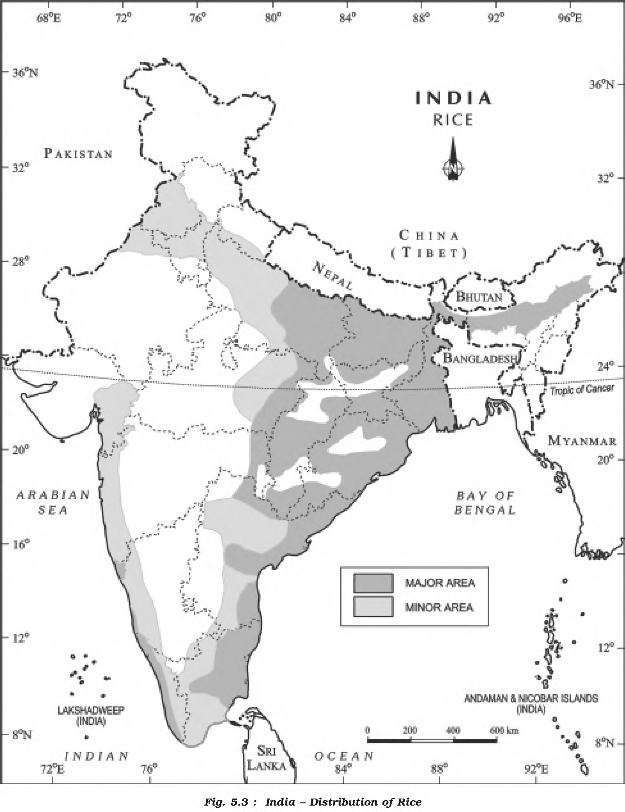 68°E 72° 76° 80° 84° 88° 92° 96°E
36°N
36°N
INDIA
RICE
PAKISTAN
32°
32°
CHINA
(TIBET)
28°
28°
NEPAL
BHUTAN
BANGLADESH
24°
24°
Tropic of Cancer
MYANMAR
20°
20°
ARABIAN
SEA
BAY OF
BENGAL
16°
16°
MAJOR AREA
MINOR AREA
12°
12°
LAKSHADWEEP
(INDIA)
ANDAMAN & NICOBAR ISLANDS
(INDIA)
8°N
8°N
0 200 400 600 km
INDIAN
SRI
LANKA
OCEAN
72°E 76° 84° 88° 92°E
Fig. 5.3 : India – Distribution of Rice